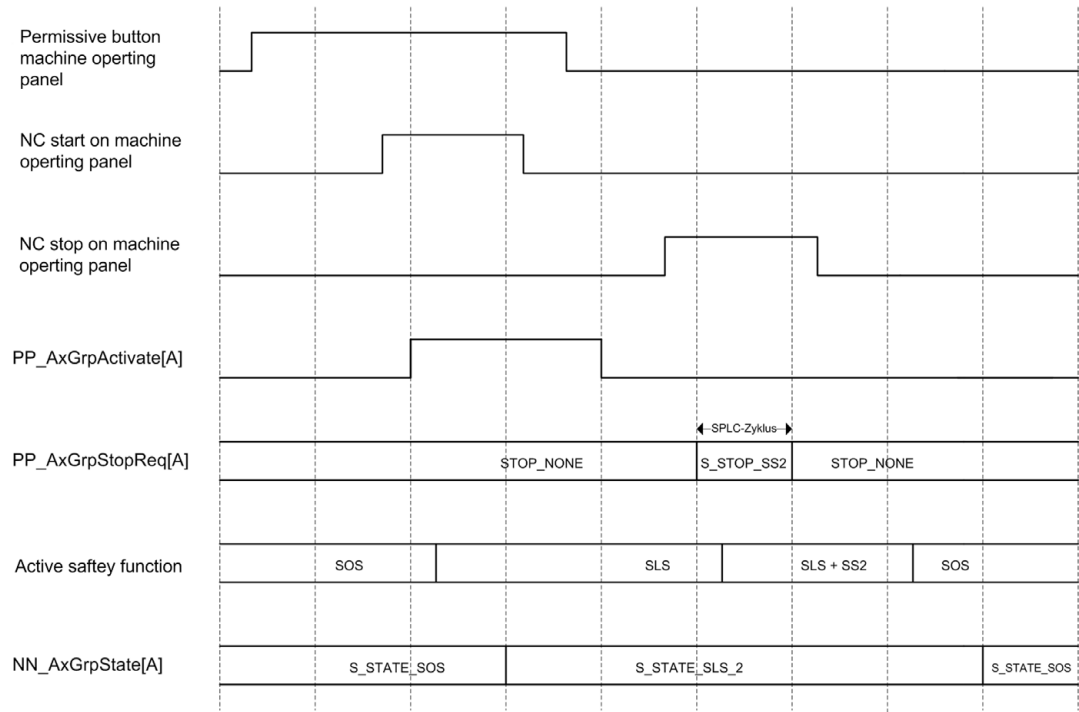 Permissive button
machine operting
panel
NC start on machine
operting panel
NC stop on machine
operting panel
PP_AxGrpActivate[A]
SPLC-Zyklus
PP_AxGrpStopReq[A]
STOP_NONE
S_STOP_SS2
STOP_NONE
Active saftey function
SOS
SLS
SLS + SS2
SOS
NN_AxGrpState[A]
S_STATE_SOS
S_STATE_SLS_2
S_STATE_SOS